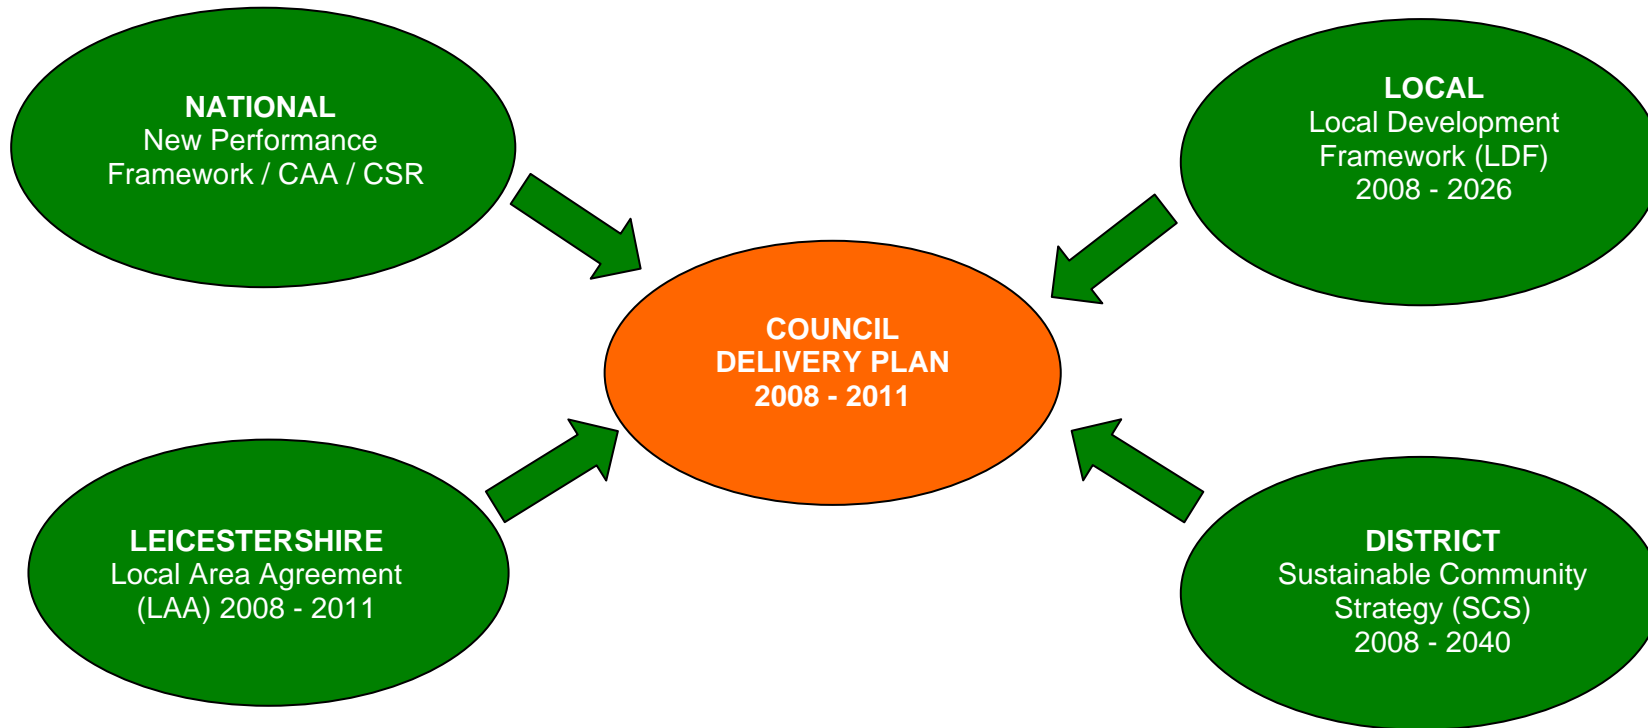 NATIONAL
New Performance
Framework / CAA / CSR
LOCAL
Local Development
Framework (LDF)
2008 - 2026
COUNCIL
DELIVERY PLAN
2008 - 2011
LEICESTERSHIRE
Local Area Agreement
(LAA) 2008 - 2011
DISTRICT
Sustainable Community
Strategy (SCS)
2008 - 2040